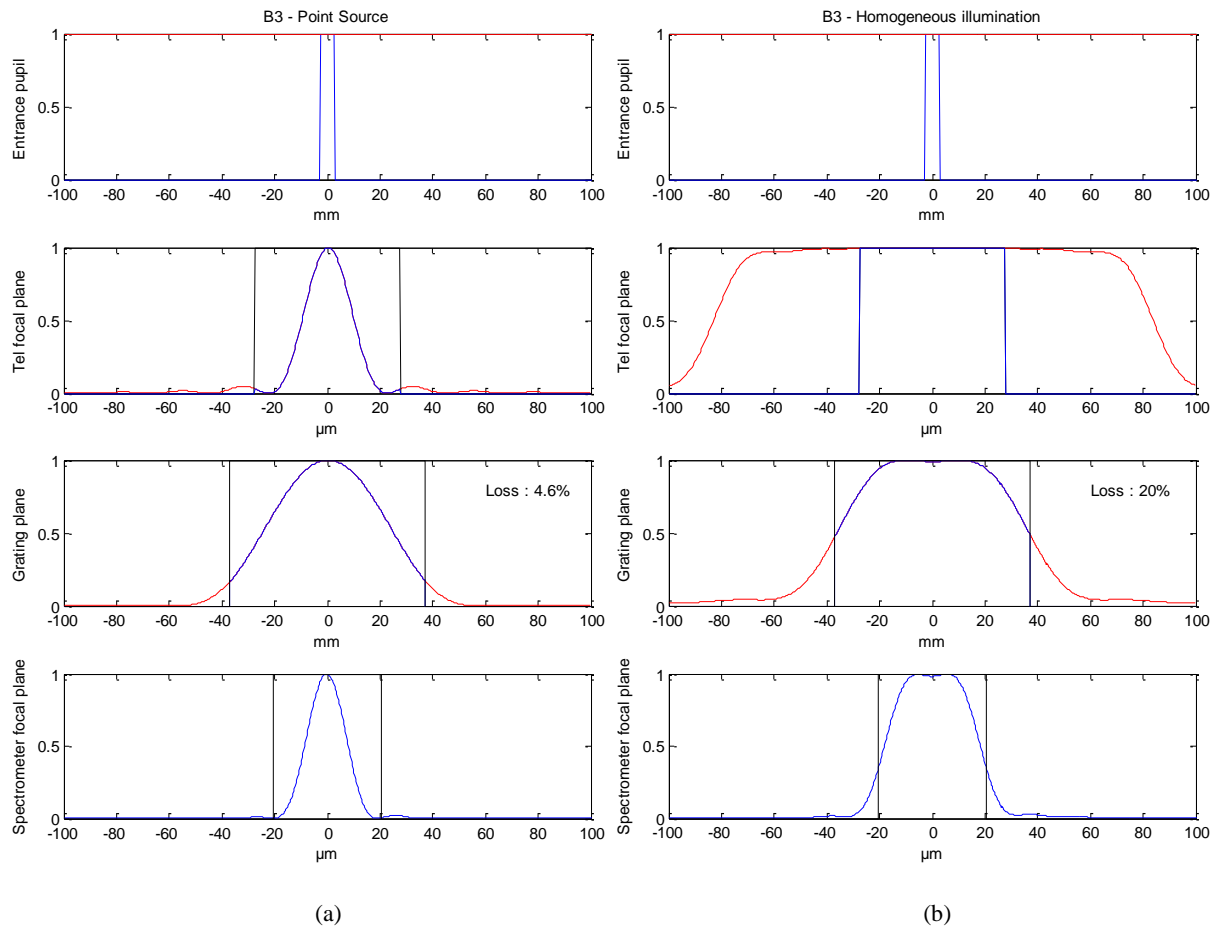 B3 - Point Source
Entrance pupil
1
0.5
0
-100 -80 -60 -40 -20 0 20 40 60 80 100
mm
Tel focal plane
1
0.5
0
-100 -80 -60 -40 -20 0 20 40 60 80 100
µm
Grating plane
1
0.5
0
Loss : 4.6%
-100 -80 -60 -40 -20 0 20 40 60 80 100
mm
Spectrometer focal plane
1
0.5
0
-100 -80 -60 -40 -20 0 20 40 60 80 100
µm
(a)
B3 - Homogeneous illumination
Entrance pupil
1
0.5
0
-100 -80 -60 -40 -20 0 20 40 60 80 100
mm
Tel focal plane
1
0.5
0
-100 -80 -60 -40 -20 0 20 40 60 80 100
µm
Grating plane
1
0.5
0
Loss : 20%
-100 -80 -60 -40 -20 0 20 40 60 80 100
mm
Spectrometer focal plane
1
0.5
0
-100 -80 -60 -40 -20 0 20 40 60 80 100
µm
(b)